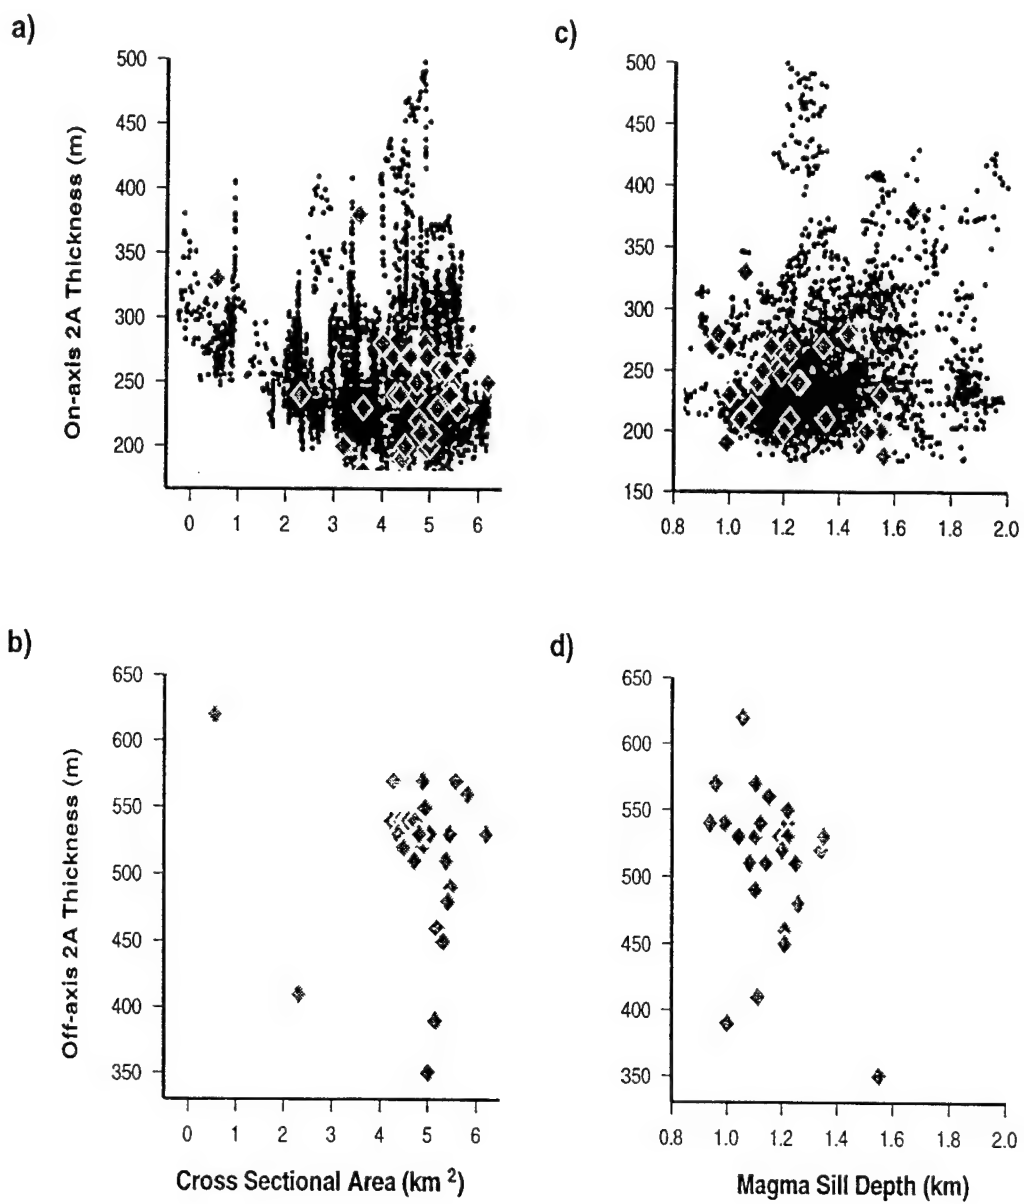 a)
500
450
400
350
300
250
200
On-axis 2A Thickness (m)
0 1 2 3 4 5 6
c)
500
450
400
350
300
250
200
150
0.8 1.0 1.2 1.4 1.6 1.8 2.0
b)
650
600
550
500
450
400
350
Off-axis 2A Thickness (m)
0 1 2 3 4 5 6
Cross Sectional Area (km 2)
d)
650
600
550
500
450
400
350
0.8 1.0 1.2 1.4 1.6 1.8 2.0
Magma Sill Depth (km)